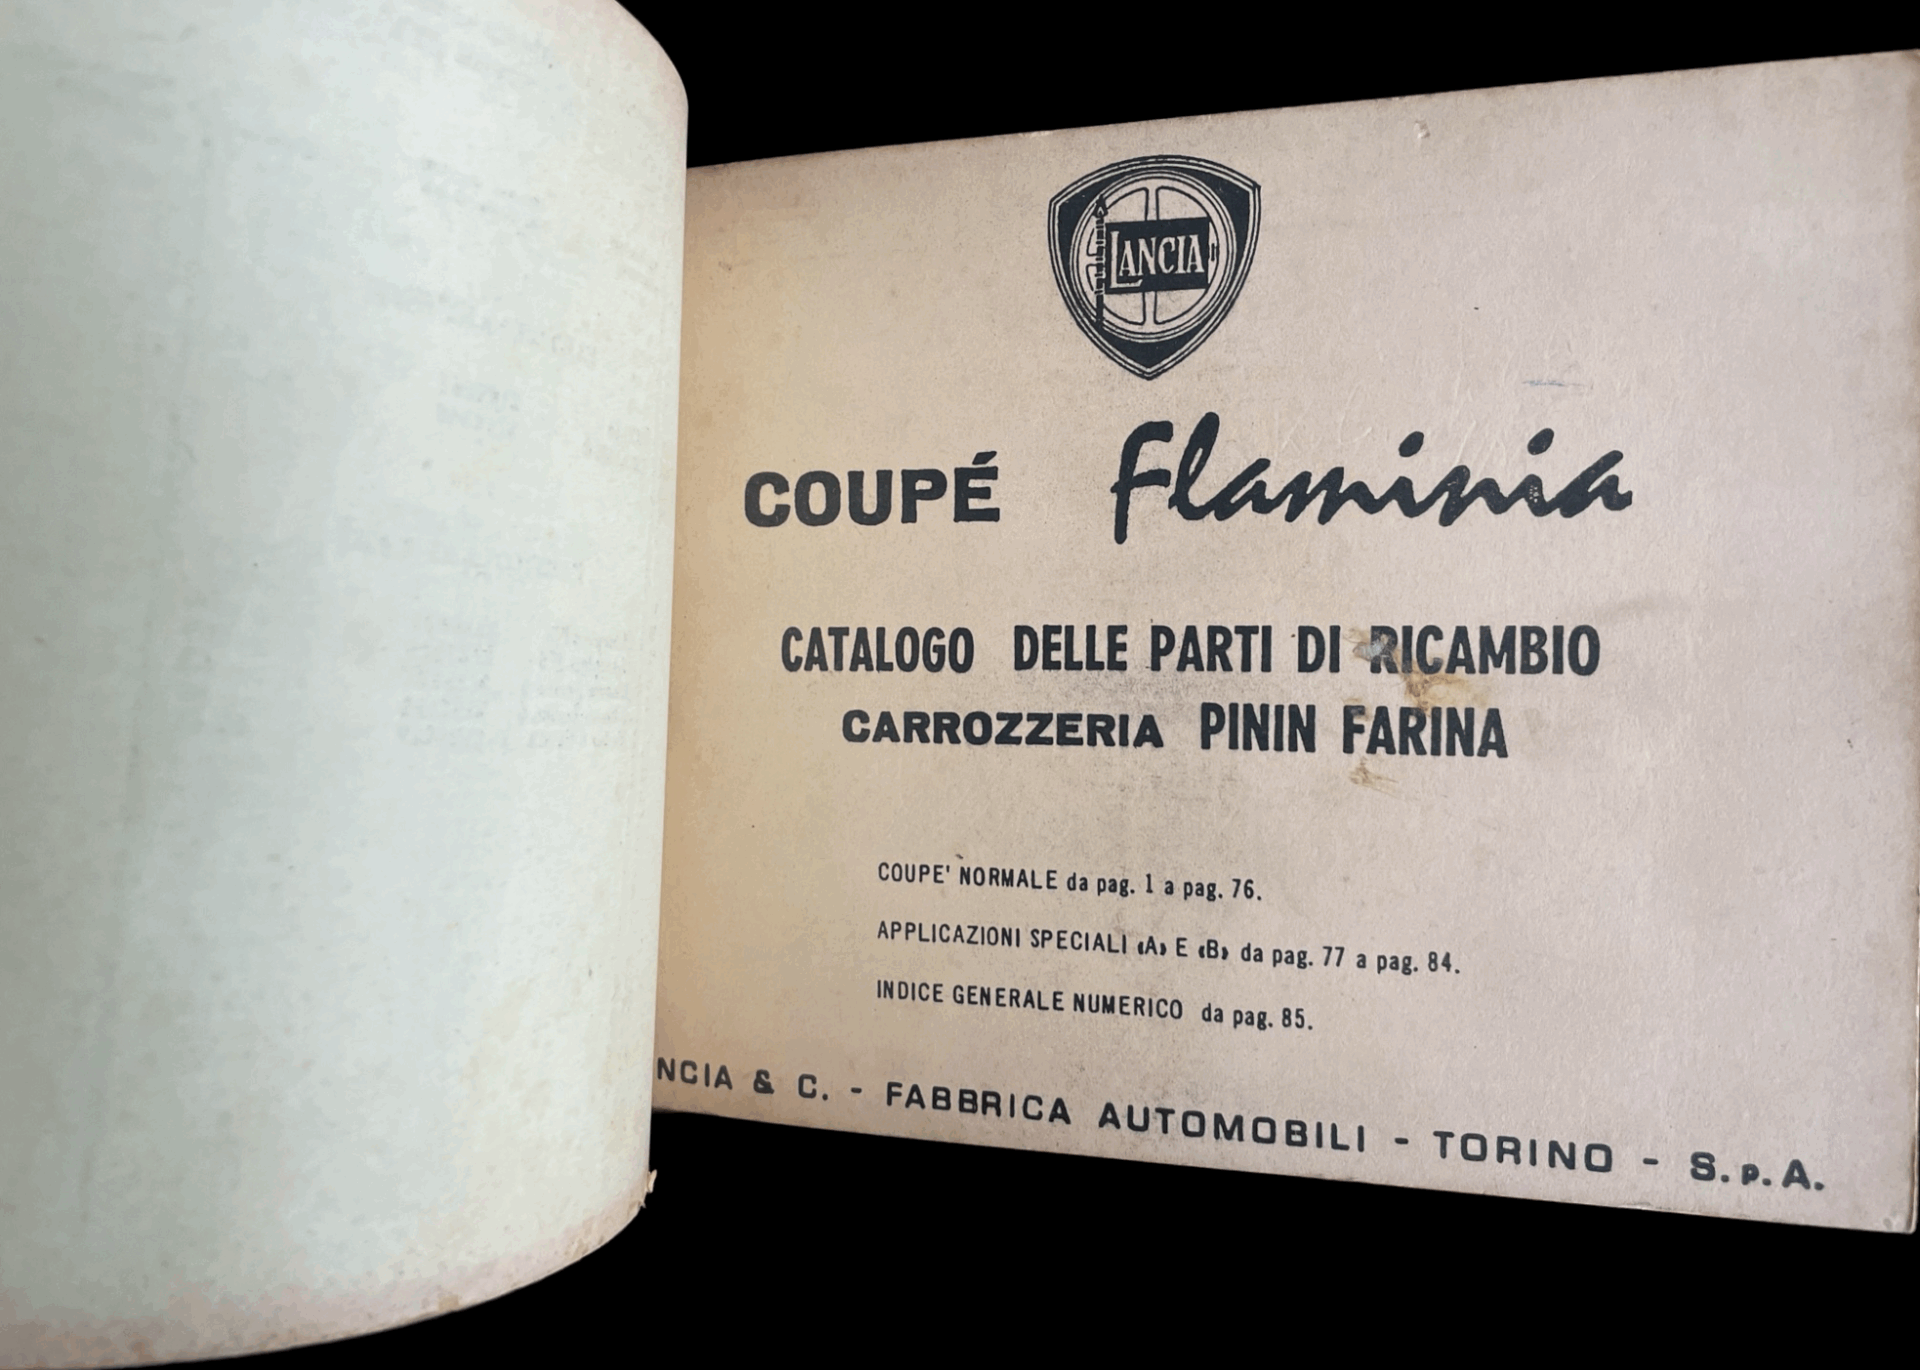 LANCIA
COUPÉ Flaminia
CATALOGO DELLE PARTI DI RICAMBIO
CARROZZERIA PININ FARINA
COUPE' NORMALE da pag. 1 a pag. 76.
APPLICAZIONI SPECIALI «A» E «B» da pag. 77 a pag. 84.
INDICE GENERALE NUMERICO da pag. 85.
NCIA & C. - FABBRICA AUTOMOBILI - TORINO - S.p.A.